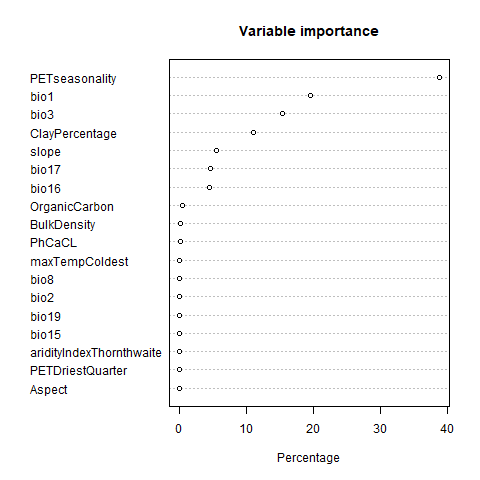 Variable importance
PETseasonality
bio1
bio3
ClayPercentage
slope
bio17
bio16
OrganicCarbon
BulkDensity
PhCaCL
maxTempColdest
bio8
bio2
bio19
bio15
aridityIndexThornthwaite
PETDriestQuarter
Aspect
0 10 20 30 40
Percentage